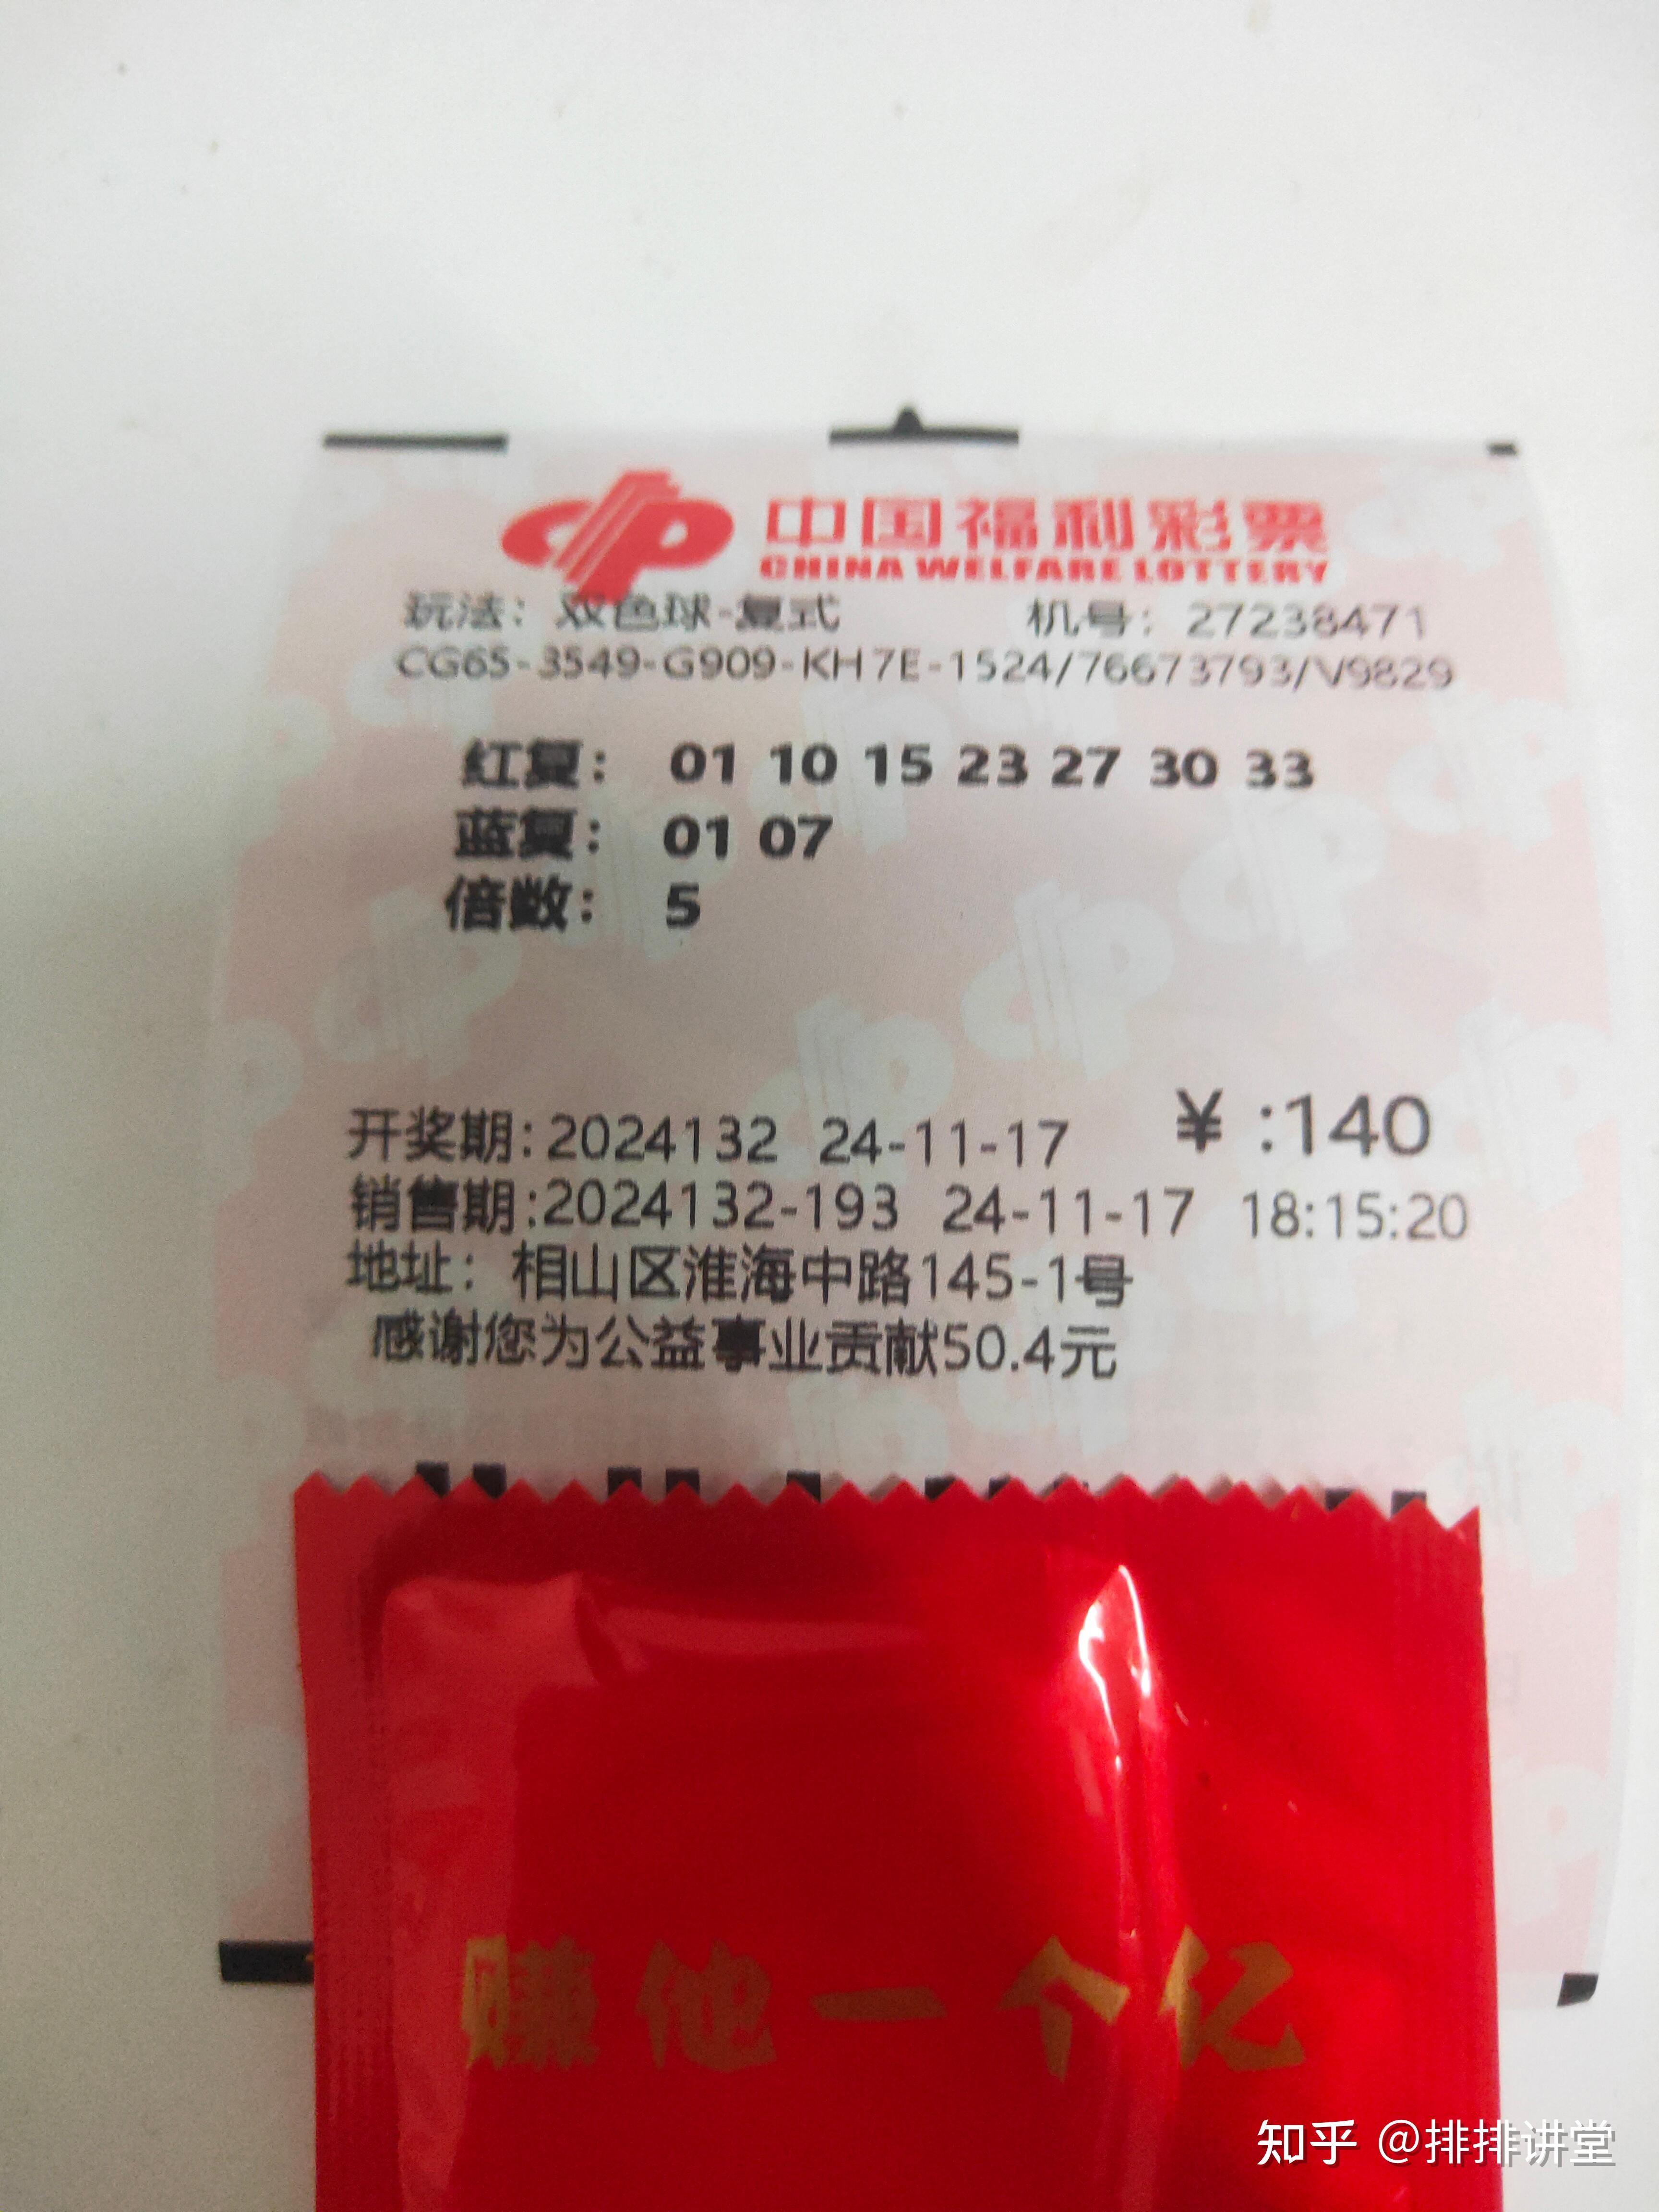 中国福利彩票
CHINA WELFARE LOTTERY
玩法：双色球-复式 机号：27238471
CG65-3549-G909-KH7E-1524/76673793/V9829
红复： 01 10 15 23 27 30 33
蓝复： 01 07
倍数： 5
开奖期:2024132 24-11-17 ¥:140
销售期:2024132-193 24-11-17 18:15:20
地址：相山区淮海中路145-1号
感谢您为公益事业贡献50.4元
赚他一个亿
知乎 @排排讲堂